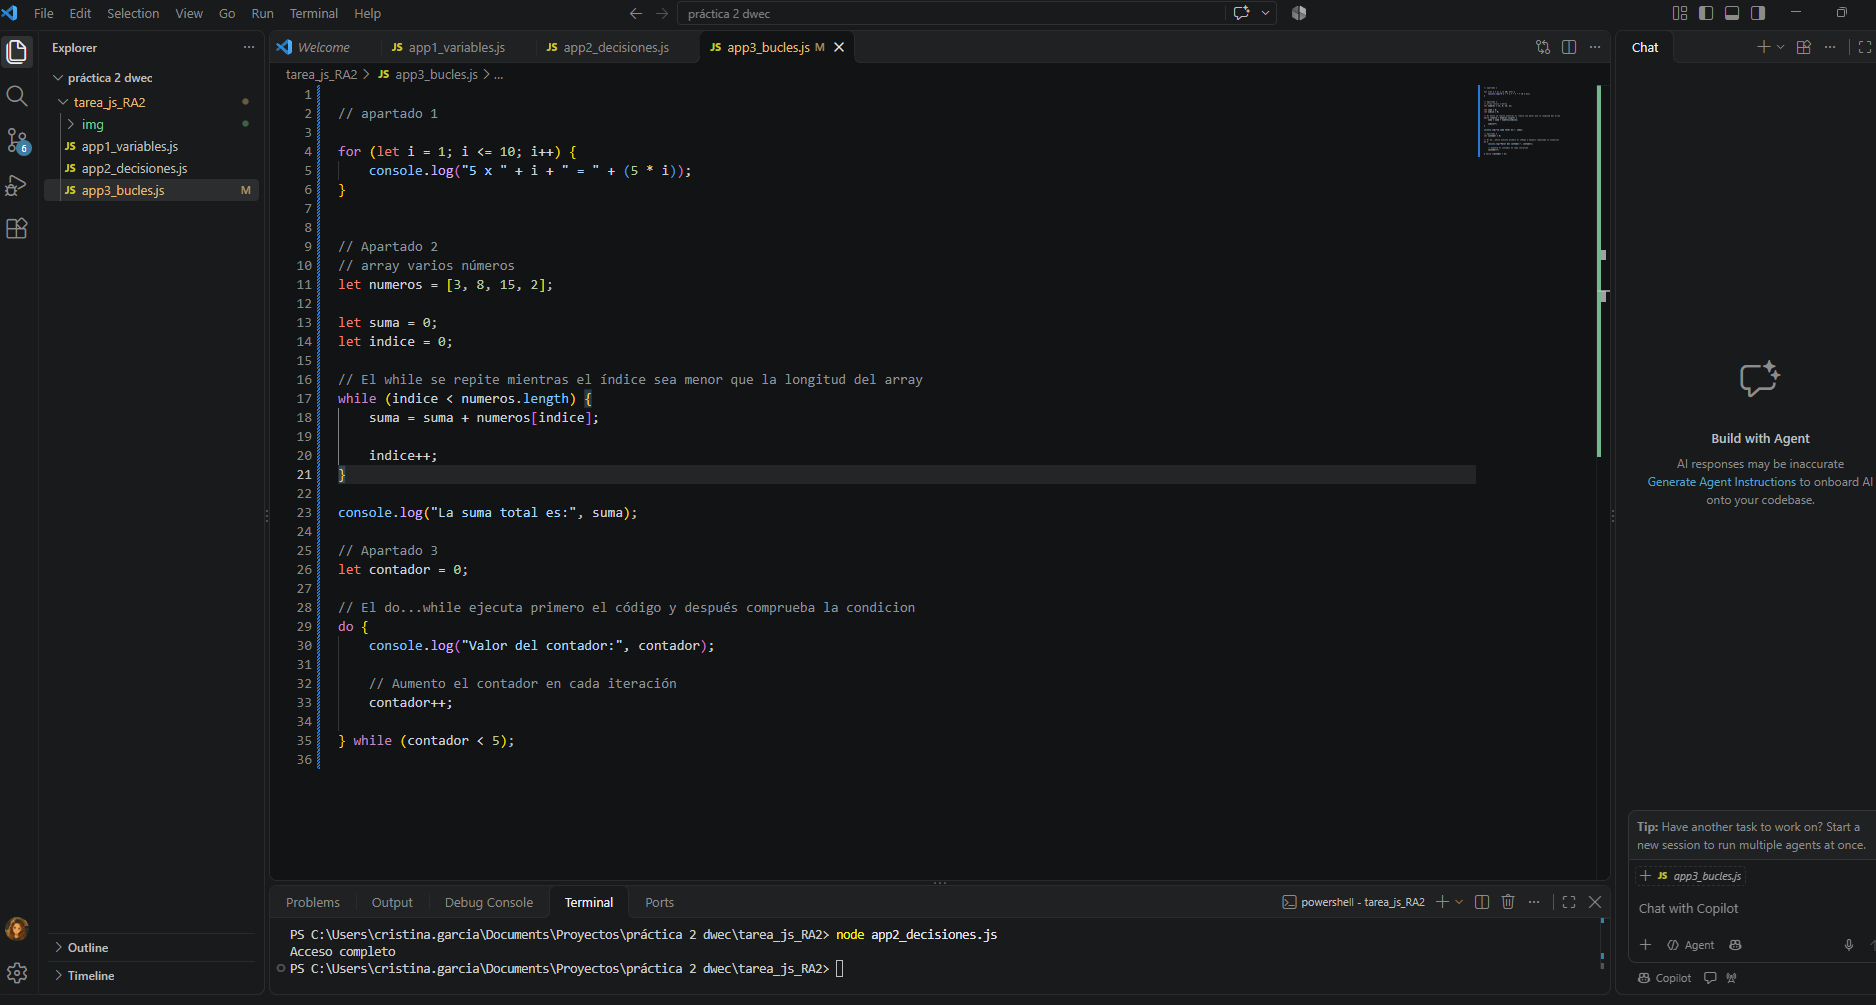 File Edit Selection View Go Run Terminal Help
práctica 2 dwec
Explorer
práctica 2 dwec
tarea_js_RA2
img
JS app1_variables.js
JS app2_decisiones.js
JS app3_bucles.js M
6
Outline
Timeline
Welcome
JS app1_variables.js
JS app2_decisiones.js
JS app3_bucles.js M
tarea_js_RA2 > JS app3_bucles.js > ...
1
2 // apartado 1
3
4 for (let i = 1; i <= 10; i++) {
5 console.log("5 x " + i + " = " + (5 * i));
6 }
7
8
9 // Apartado 2
10 // array varios números
11 let numeros = [3, 8, 15, 2];
12
13 let suma = 0;
14 let indice = 0;
15
16 // El while se repite mientras el índice sea menor que la longitud del array
17 while (indice < numeros.length) {
18 suma = suma + numeros[indice];
19
20 indice++;
21 }
22
23 console.log("La suma total es:", suma);
24
25 // Apartado 3
26 let contador = 0;
27
28 // El do...while ejecuta primero el código y después comprueba la condicion
29 do {
30 console.log("Valor del contador:", contador);
31
32 // Aumento el contador en cada iteración
33 contador++;
34
35 } while (contador < 5);
36
Problems Output Debug Console Terminal Ports
powershell - tarea_js_RA2
PS C:\Users\cristina.garcia\Documents\Proyectos\práctica 2 dwec\tarea_js_RA2> node app2_decisiones.js
Acceso completo
PS C:\Users\cristina.garcia\Documents\Proyectos\práctica 2 dwec\tarea_js_RA2>
Chat
Build with Agent
AI responses may be inaccurate
Generate Agent Instructions to onboard AI
onto your codebase.
Tip: Have another task to work on? Start a
new session to run multiple agents at once.
JS app3_bucles.js
Chat with Copilot
Agent
Copilot